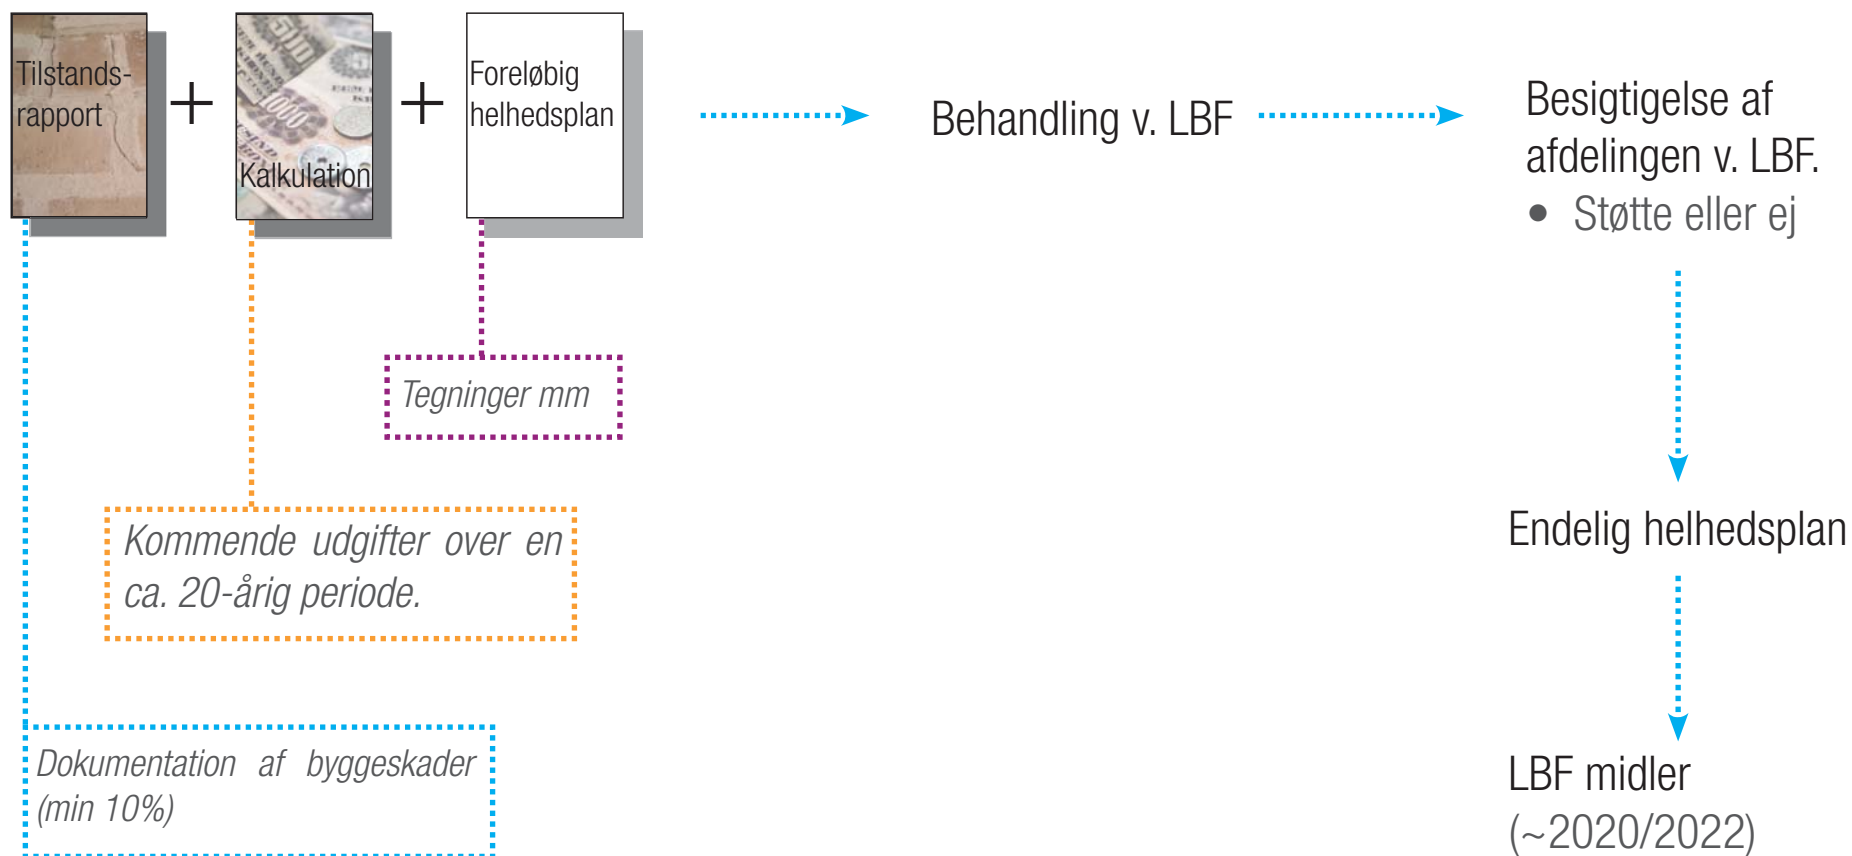 Tilstands-
rapport
+
Kalkulation
+
Foreløbig
helhedsplan
Behandling v. LBF
Besigtigelse af
afdelingen v. LBF.
• Støtte eller ej
Tegninger mm
Kommende udgifter over en
ca. 20-årig periode.
Endelig helhedsplan
Dokumentation af byggeskader
(min 10%)
LBF midler
(~2020/2022)